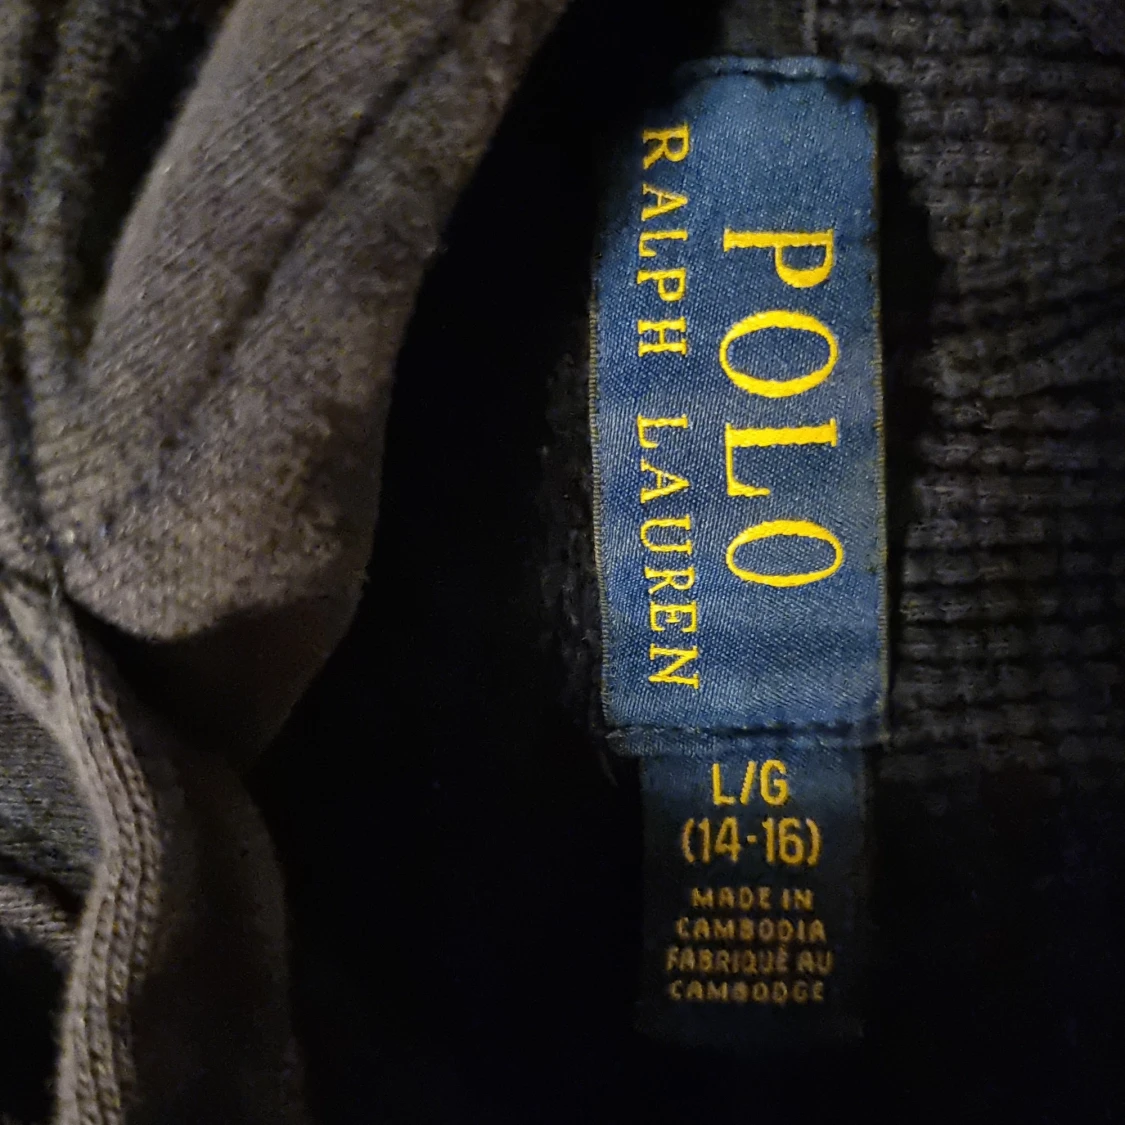 POLO
RALPH LAUREN
L/G
(14-16)
MADE IN
CAMBODIA
FABRIQUÉ AU
CAMBODGE